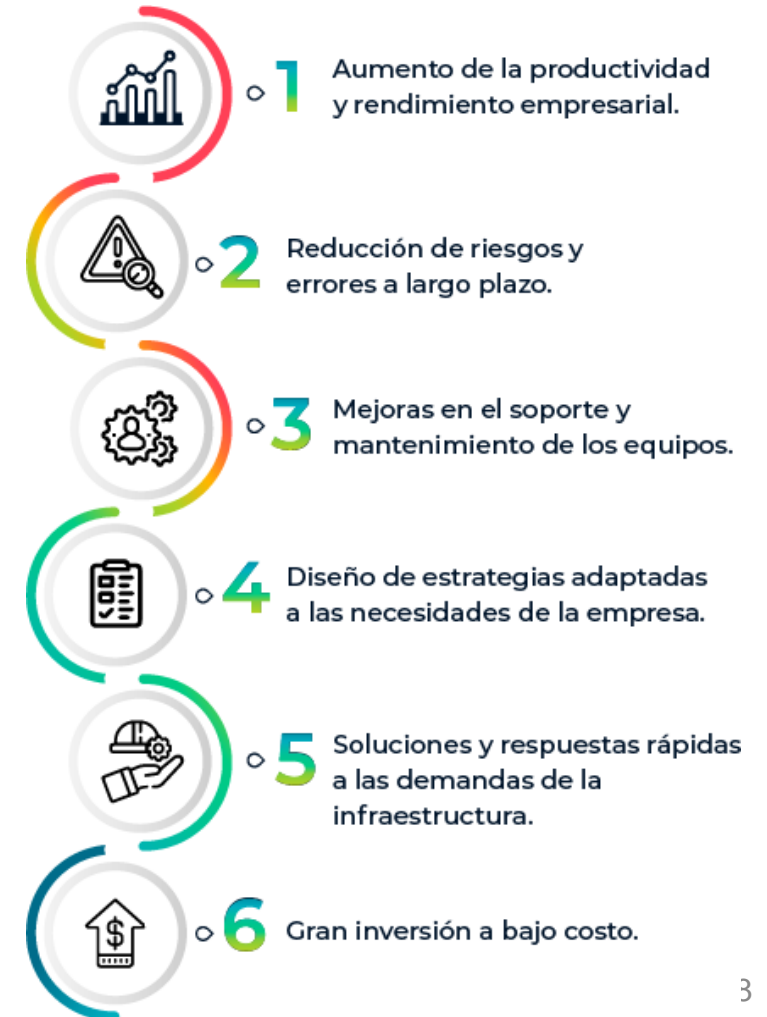 1
Aumento de la productividad
y rendimiento empresarial.
2
Reducción de riesgos y
errores a largo plazo.
3
Mejoras en el soporte y
mantenimiento de los equipos.
4
Diseño de estrategias adaptadas
a las necesidades de la empresa.
5
Soluciones y respuestas rápidas
a las demandas de la
infraestructura.
6
Gran inversión a bajo costo.
$